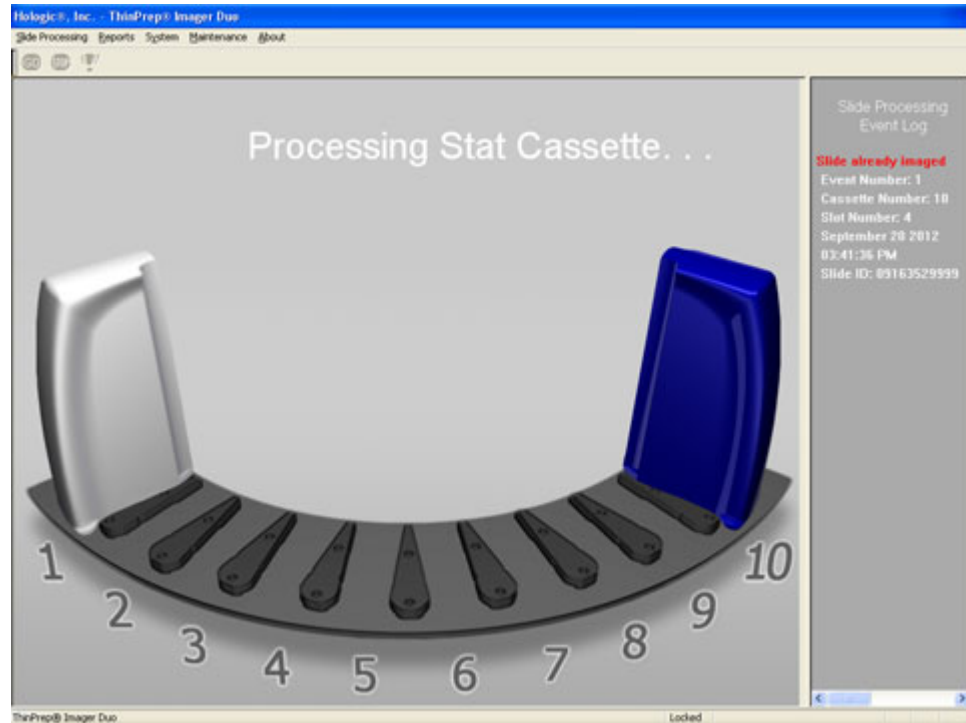 Hologic®, Inc. - ThinPrep® Imager Duo
Slide Processing Reports System Maintenance About
Processing Stat Cassette. . .
Slide Processing
Event Log
Slide already imaged
Event Number: 1
Cassette Number: 10
Slot Number: 4
September 28 2012
03:41:36 PM
Slide ID: 09163529999
1
2
3
4
5
6
7
8
9
10
ThinPrep® Imager Duo Locked